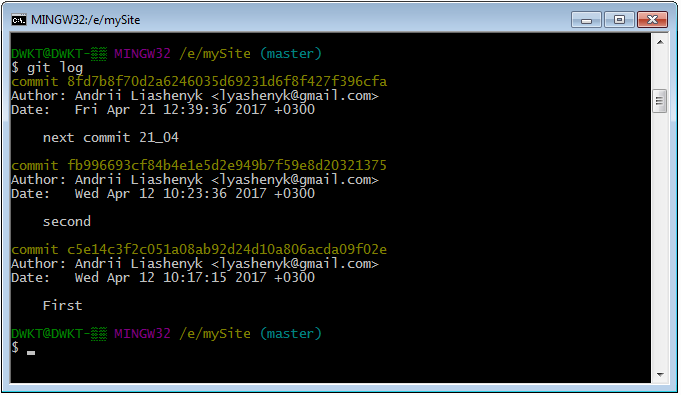 MINGW32:/e/mySite
DWKT@DWKT-▒▒ MINGW32 /e/mySite (master)
$ git log
commit 8fd7b8f70d2a6246035d69231d6f8f427f396cfa
Author: Andrii Liashenyk <lyashenyk@gmail.com>
Date:   Fri Apr 21 12:39:36 2017 +0300
next commit 21_04
commit fb996693cf84b4e1e5d2e949b7f59e8d20321375
Author: Andrii Liashenyk <lyashenyk@gmail.com>
Date:   Wed Apr 12 10:23:36 2017 +0300
second
commit c5e14c3f2c051a08ab92d24d10a806acda09f02e
Author: Andrii Liashenyk <lyashenyk@gmail.com>
Date:   Wed Apr 12 10:17:15 2017 +0300
First
DWKT@DWKT-▒▒ MINGW32 /e/mySite (master)
$